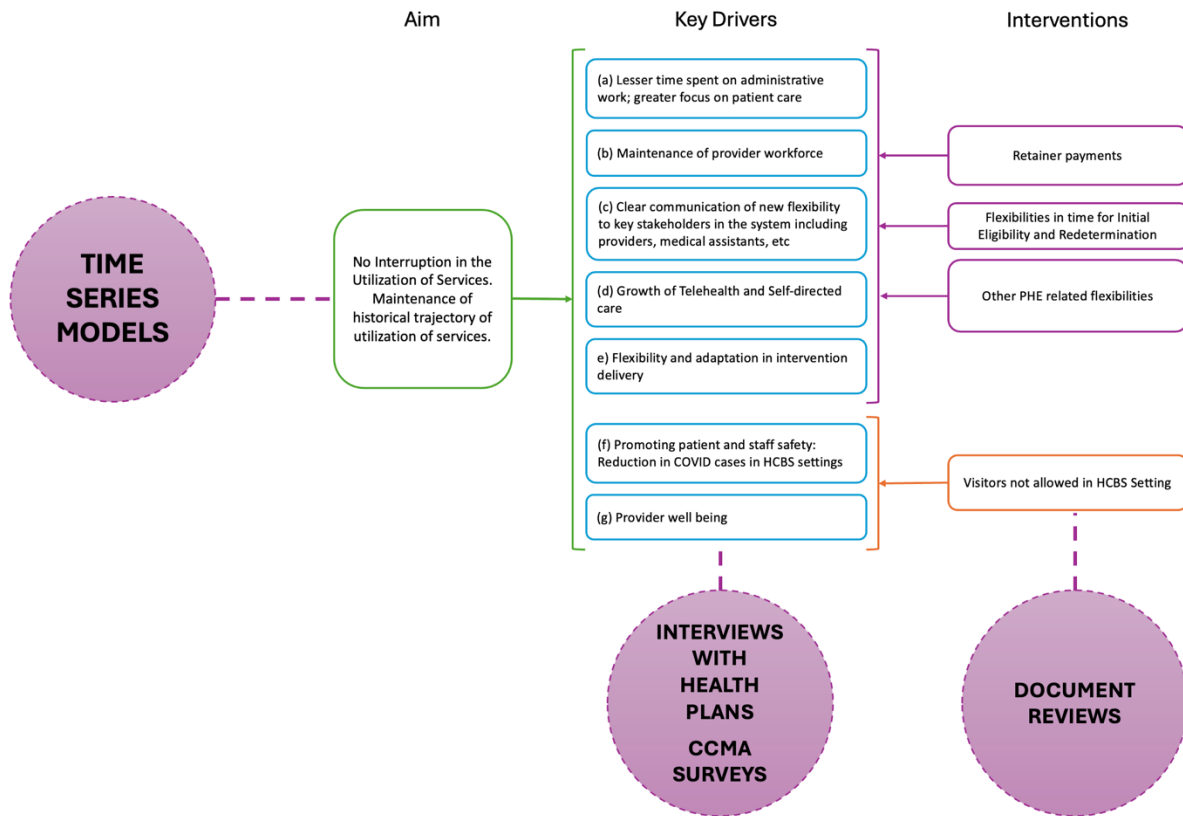 Aim
Key Drivers
Interventions
TIME
SERIES
MODELS
No Interruption in the
Utilization of Services.
Maintenance of
historical trajectory of
utilization of services.
(a) Lesser time spent on administrative
work; greater focus on patient care
(b) Maintenance of provider workforce
(c) Clear communication of new flexibility
to key stakeholders in the system including
providers, medical assistants, etc
(d) Growth of Telehealth and Self-directed
care
e) Flexibility and adaptation in intervention
delivery
(f) Promoting patient and staff safety:
Reduction in COVID cases in HCBS settings
(g) Provider well being
Retainer payments
Flexibilities in time for Initial
Eligibility and Redetermination
Other PHE related flexibilities
Visitors not allowed in HCBS Setting
INTERVIEWS
WITH
HEALTH
PLANS
CCMA
SURVEYS
DOCUMENT
REVIEWS